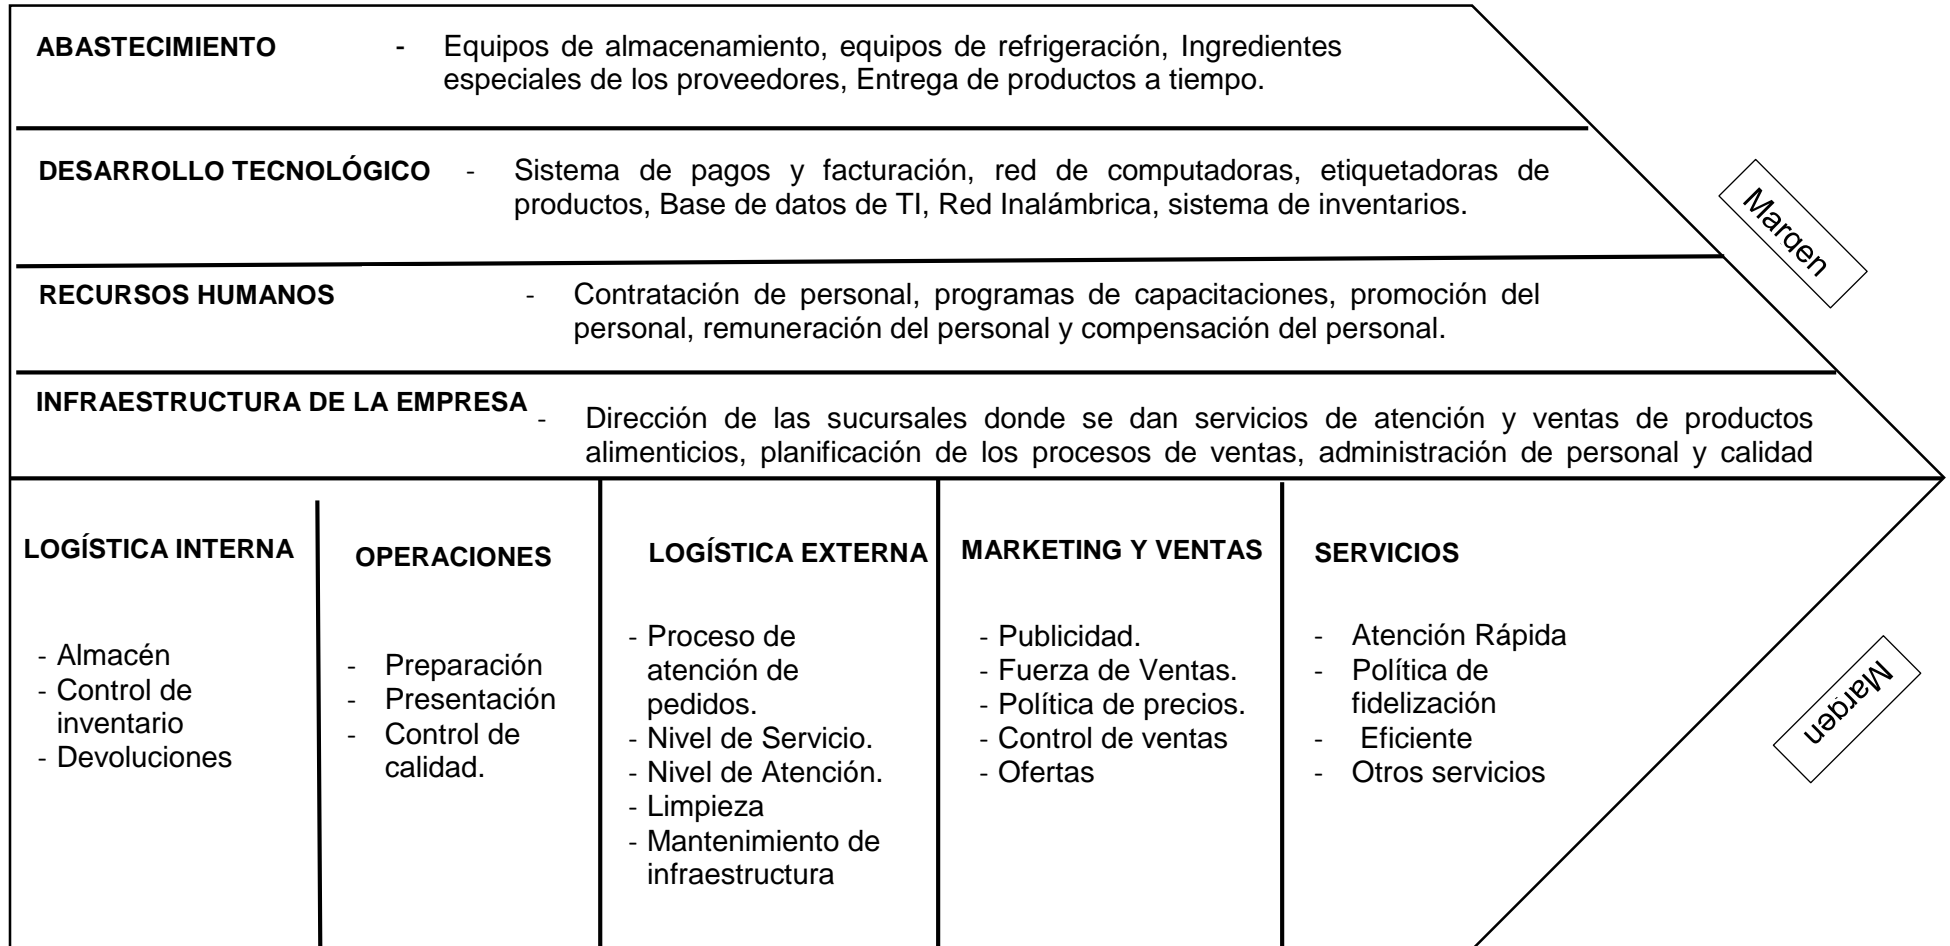 ABASTECIMIENTO - Equipos de almacenamiento, equipos de refrigeración, Ingredientes
especiales de los proveedores, Entrega de productos a tiempo.
DESARROLLO TECNOLÓGICO - Sistema de pagos y facturación, red de computadoras, etiquetadoras de
productos, Base de datos de TI, Red Inalámbrica, sistema de inventarios.
Margen
RECURSOS HUMANOS - Contratación de personal, programas de capacitaciones, promoción del
personal, remuneración del personal y compensación del personal.
INFRAESTRUCTURA DE LA EMPRESA - Dirección de las sucursales donde se dan servicios de atención y ventas de productos
alimenticios, planificación de los procesos de ventas, administración de personal y calidad
LOGÍSTICA INTERNA
- Almacén
- Control de
inventario
- Devoluciones
OPERACIONES
- Preparación
- Presentación
- Control de
calidad.
LOGÍSTICA EXTERNA
- Proceso de
atención de
pedidos.
- Nivel de Servicio.
- Nivel de Atención.
- Limpieza
- Mantenimiento de
infraestructura
MARKETING Y VENTAS
- Publicidad.
- Fuerza de Ventas.
- Política de precios.
- Control de ventas
- Ofertas
SERVICIOS
- Atención Rápida
- Política de
fidelización
- Eficiente
- Otros servicios
Margen